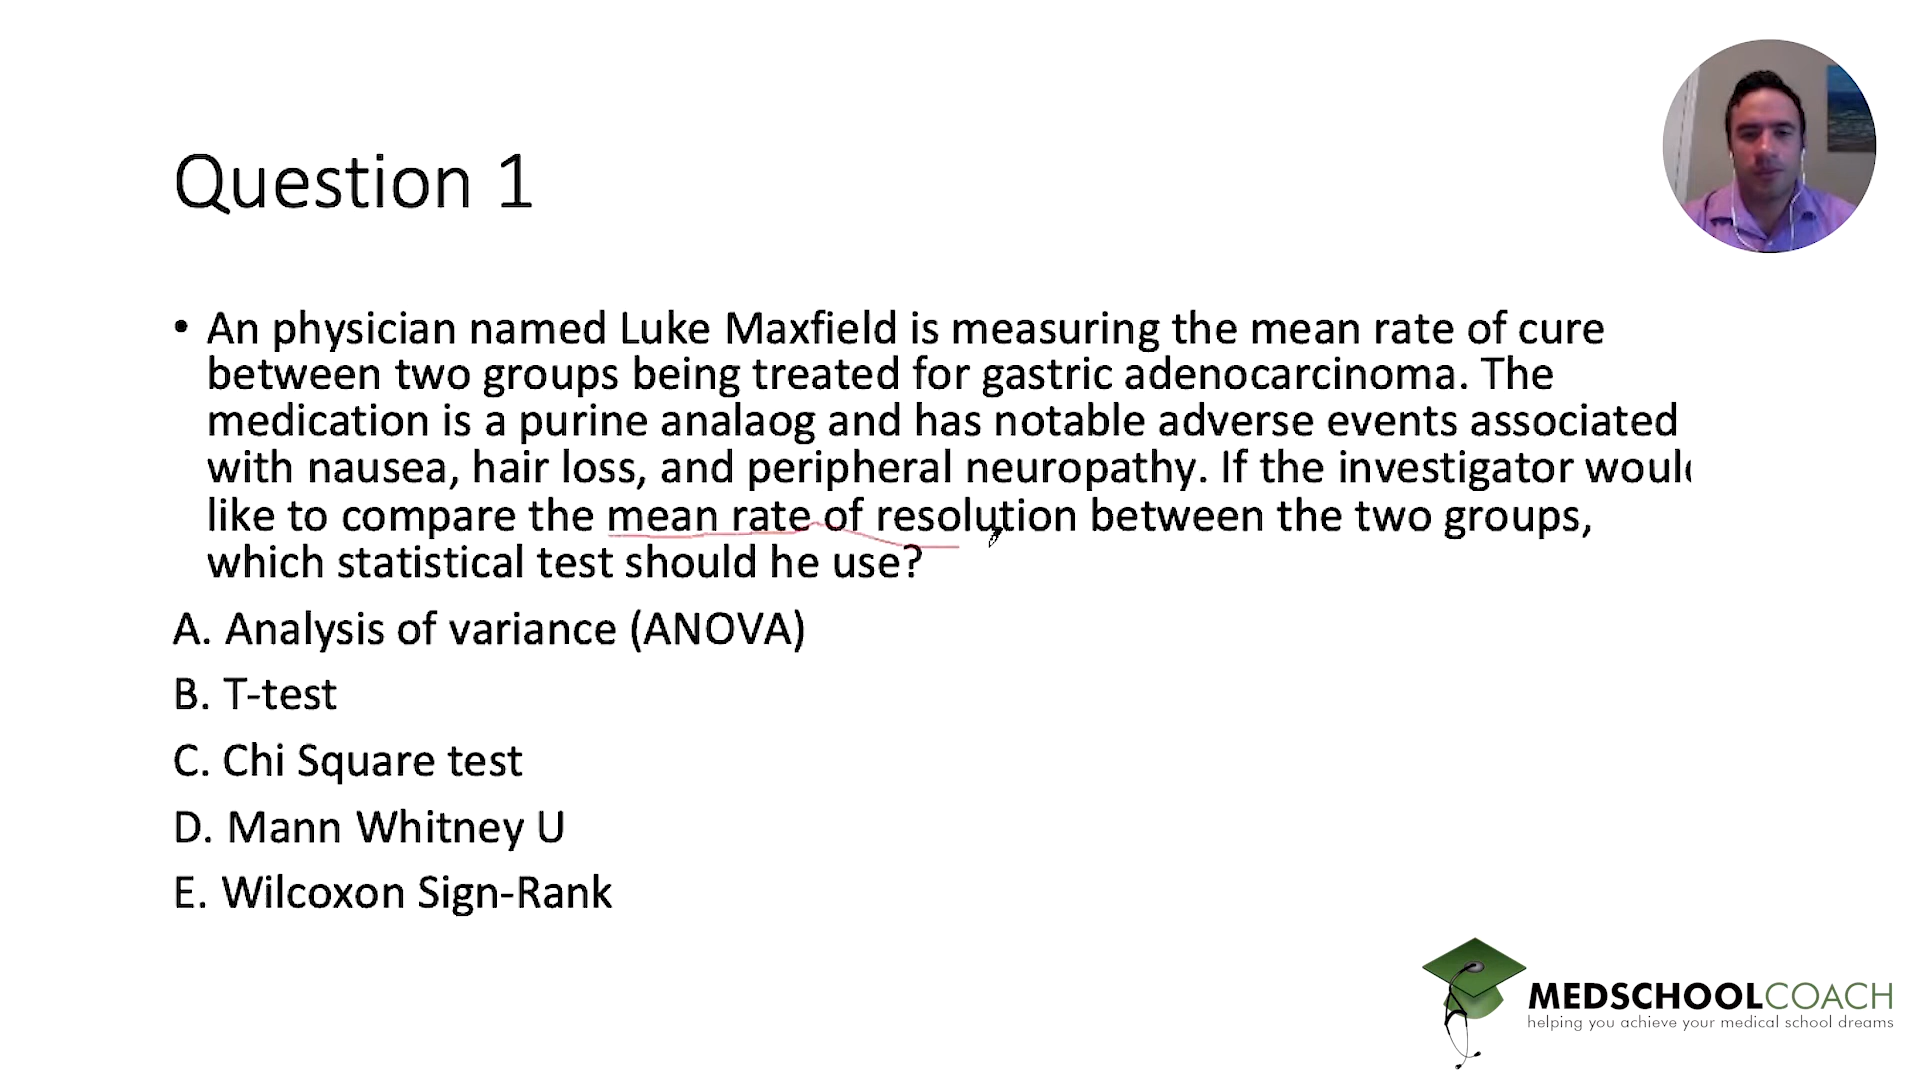 Question 1
• An physician named Luke Maxfield is measuring the mean rate of cure
between two groups being treated for gastric adenocarcinoma. The
medication is a purine analaog and has notable adverse events associated
with nausea, hair loss, and peripheral neuropathy. If the investigator would
like to compare the mean rate of resolution between the two groups,
which statistical test should he use?
A. Analysis of variance (ANOVA)
B. T-test
C. Chi Square test
D. Mann Whitney U
E. Wilcoxon Sign-Rank
MEDSCHOOLCOACH
helping you achieve your medical school dreams